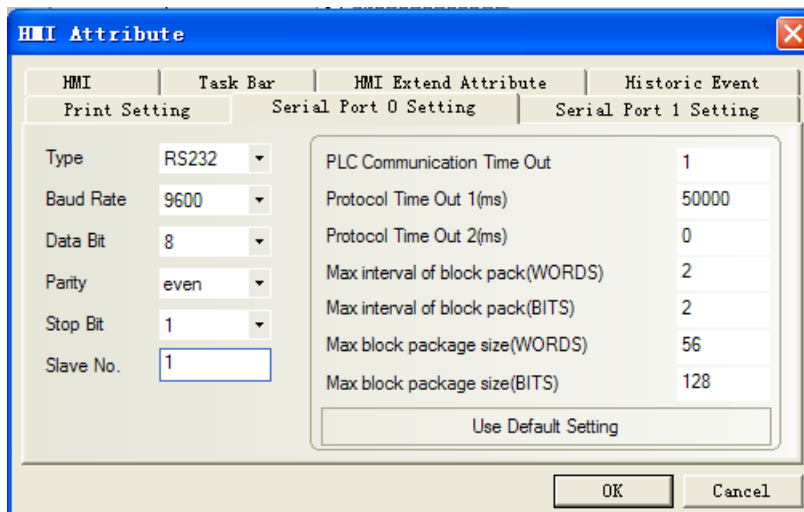 HMI Attribute
HMI Task Bar HMI Extend Attribute Historic Event
Print Setting Serial Port 0 Setting Serial Port 1 Setting
Type RS232
Baud Rate 9600
Data Bit 8
Parity even
Stop Bit 1
Slave No. 1
PLC Communication Time Out 1
Protocol Time Out 1(ms) 50000
Protocol Time Out 2(ms) 0
Max interval of block pack(WORDS) 2
Max interval of block pack(BITS) 2
Max block package size(WORDS) 56
Max block package size(BITS) 128
Use Default Setting
OK Cancel